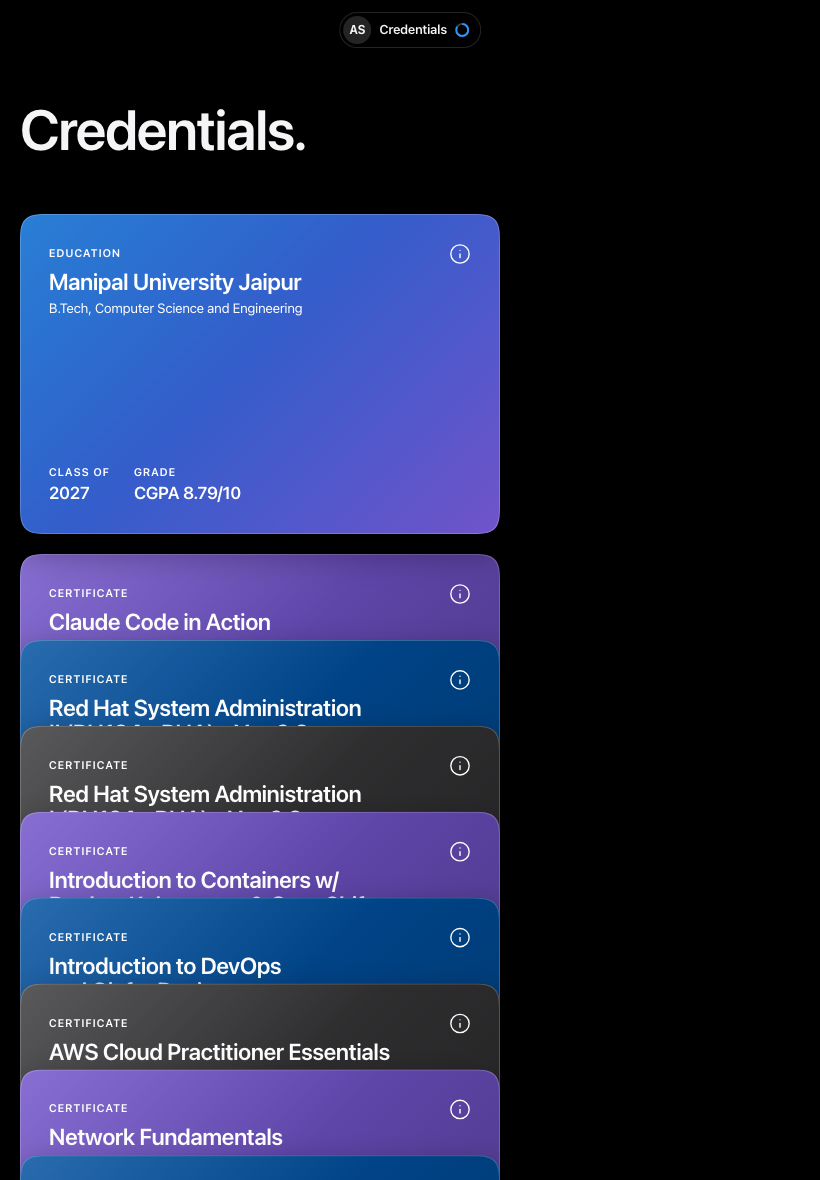 AS Credentials
Credentials.
EDUCATION
Manipal University Jaipur
B.Tech, Computer Science and Engineering
CLASS OF GRADE
2027 CGPA 8.79/10
CERTIFICATE
Claude Code in Action
CERTIFICATE
Red Hat System Administration
CERTIFICATE
Red Hat System Administration
CERTIFICATE
Introduction to Containers w/
CERTIFICATE
Introduction to DevOps
CERTIFICATE
AWS Cloud Practitioner Essentials
CERTIFICATE
Network Fundamentals